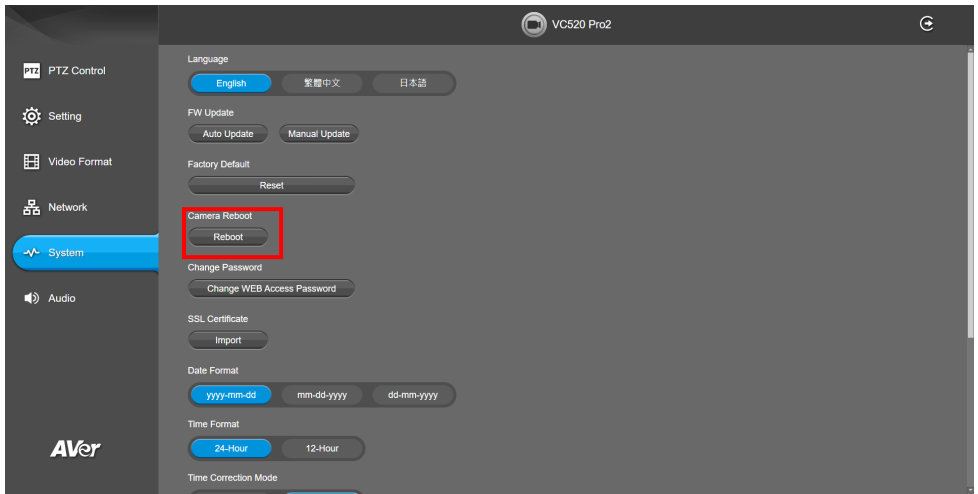 VC520 Pro2
PTZ PTZ Control
Setting
Video Format
Network
System
Audio
AVer
Language
English 繁體中文 日本語
FW Update
Auto Update Manual Update
Factory Default
Reset
Camera Reboot
Reboot
Change Password
Change WEB Access Password
SSL Certificate
Import
Date Format
yyyy-mm-dd mm-dd-yyyy dd-mm-yyyy
Time Format
24-Hour 12-Hour
Time Correction Mode